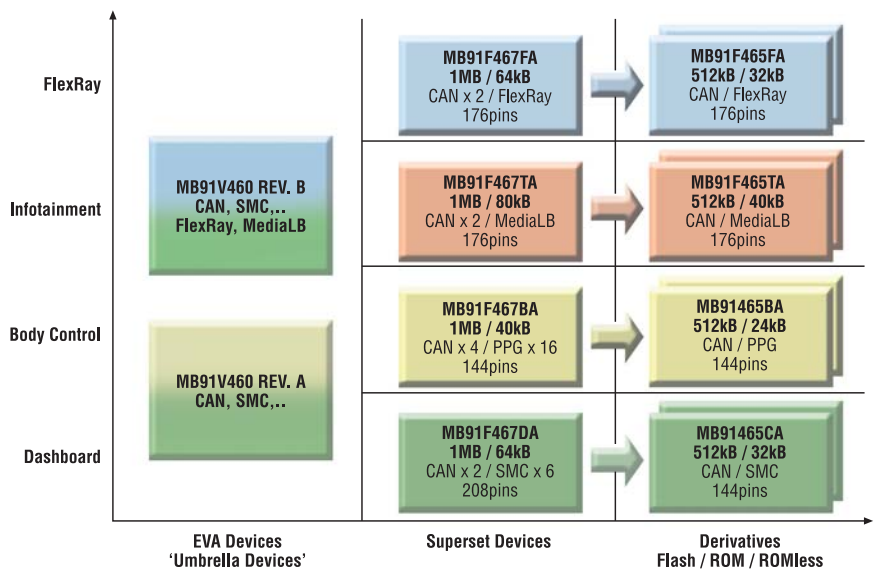 FlexRay
MB91F467FA
1MB / 64kB
CAN x 2 / FlexRay
176pins
MB91F465FA
512kB / 32kB
CAN / FlexRay
176pins
MB91V460 REV. B
CAN, SMC,..
FlexRay, MediaLB
Infotainment
MB91F467TA
1MB / 80kB
CAN x 2 / MediaLB
176pins
MB91F465TA
512kB / 40kB
CAN / MediaLB
176pins
Body Control
MB91F467BA
1MB / 40kB
CAN x 4 / PPG x 16
144pins
MB91465BA
512kB / 24kB
CAN / PPG
144pins
MB91V460 REV. A
CAN, SMC,..
Dashboard
MB91F467DA
1MB / 64kB
CAN x 2 / SMC x 6
208pins
MB91465CA
512kB / 32kB
CAN / SMC
144pins
EVA Devices
'Umbrella Devices'
Superset Devices
Derivatives
Flash / ROM / ROMless